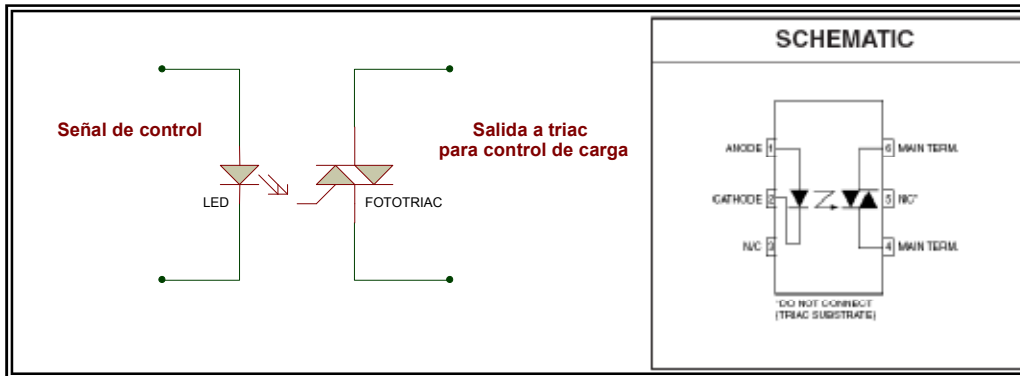 Señal de control
LED
Salida a triac
para control de carga
FOTOTRIAC
SCHEMATIC
ANODE 1
CATHODE 2
N/C 3
6 MAIN TERM.
5 N/C*
4 MAIN TERM.
*DO NOT CONNECT
(TRIAC SUBSTRATE)